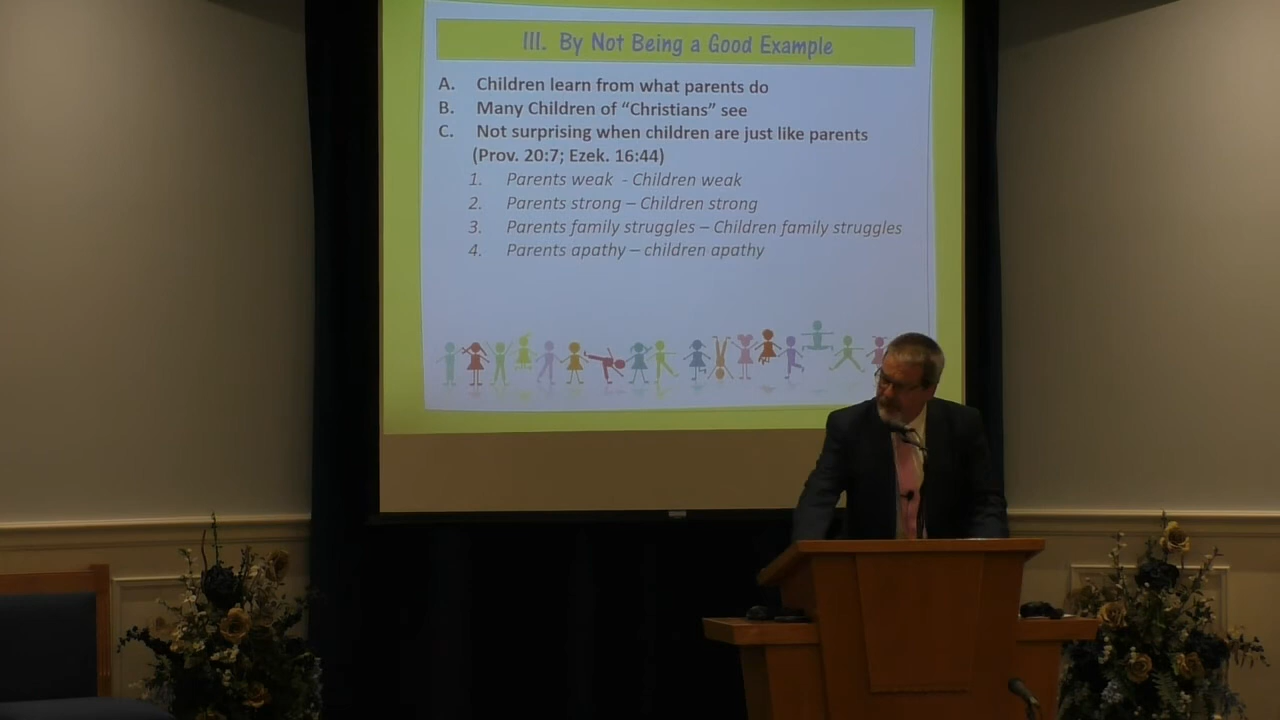 III. By Not Being a Good Example
A. Children learn from what parents do
B. Many Children of “Christians” see
C. Not surprising when children are just like parents
(Prov. 20:7; Ezek. 16:44)
1. Parents weak - Children weak
2. Parents strong – Children strong
3. Parents family struggles – Children family struggles
4. Parents apathy – children apathy